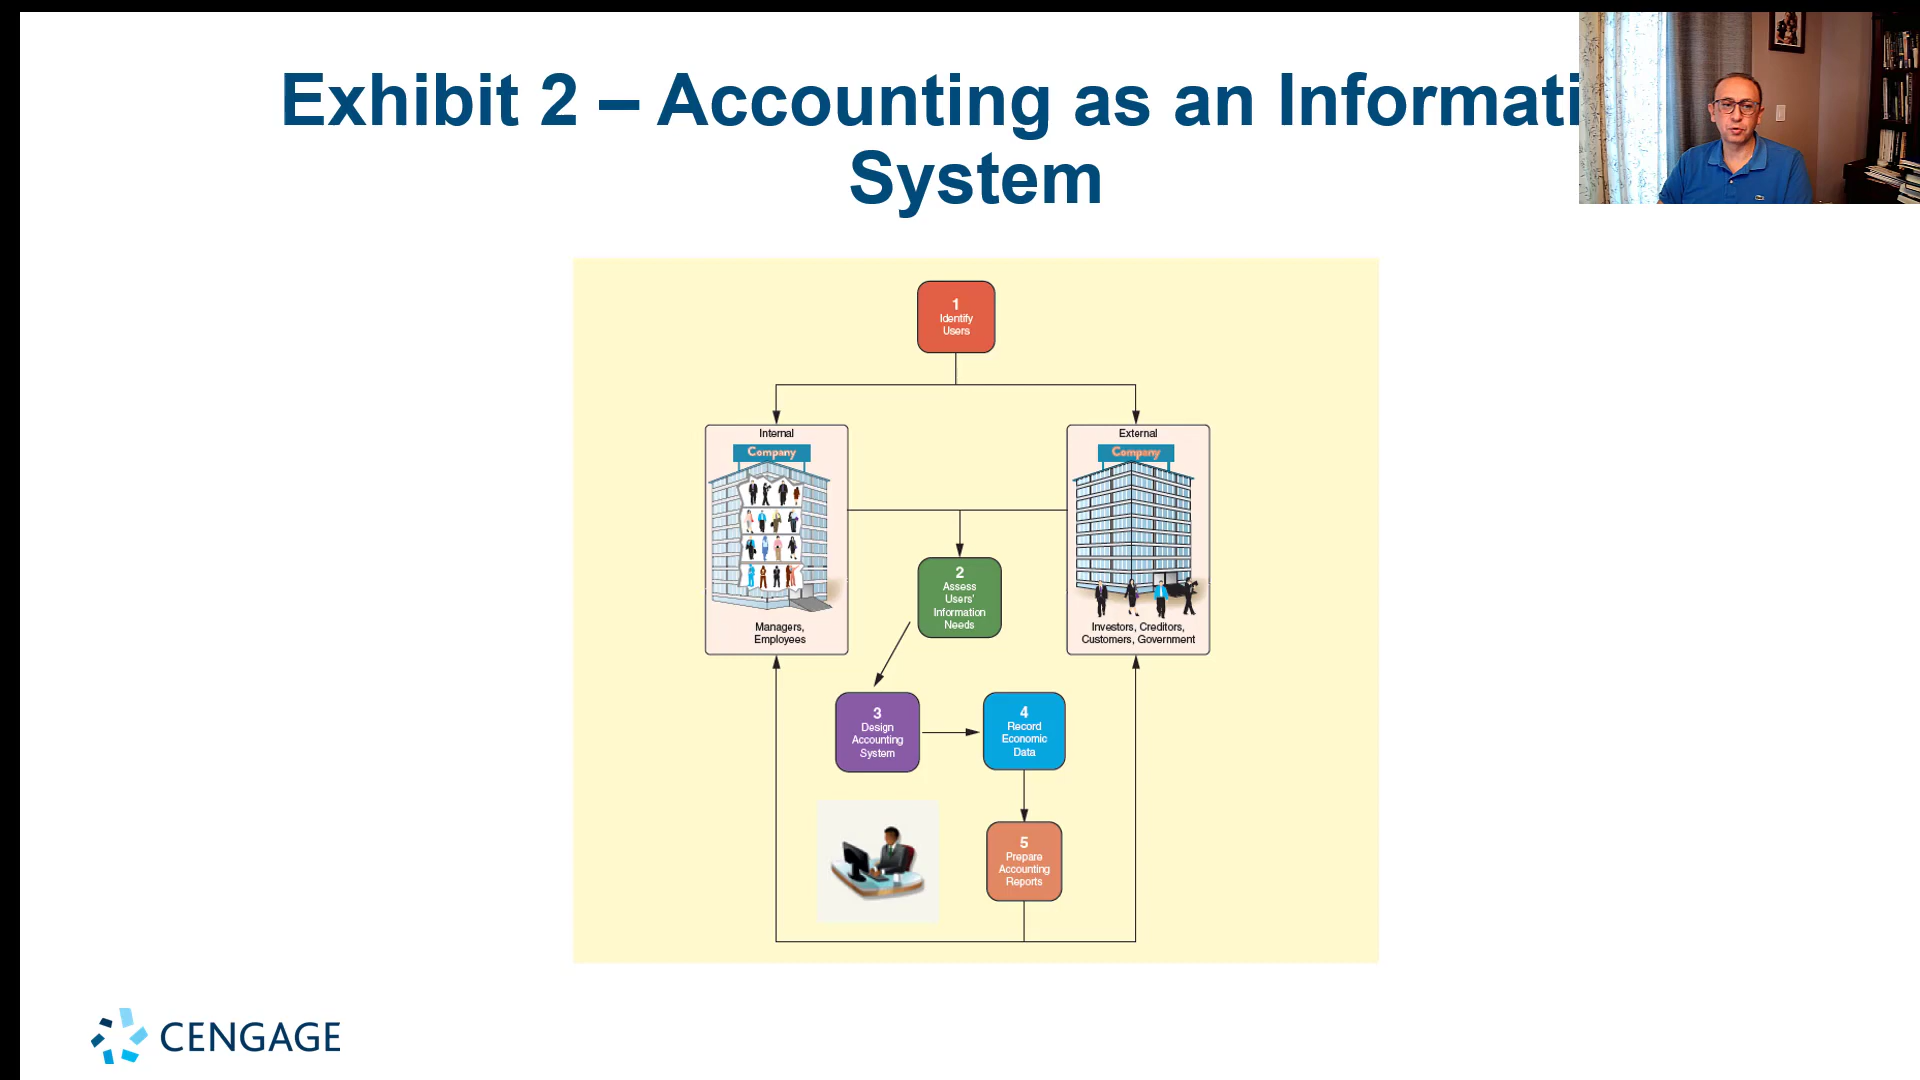 Exhibit 2 – Accounting as an Informati
System
1
Identify
Users
Internal
Company
Managers,
Employees
External
Company
Investors, Creditors,
Customers, Government
2
Assess
Users'
Information
Needs
3
Design
Accounting
System
4
Record
Economic
Data
5
Prepare
Accounting
Reports
CENGAGE